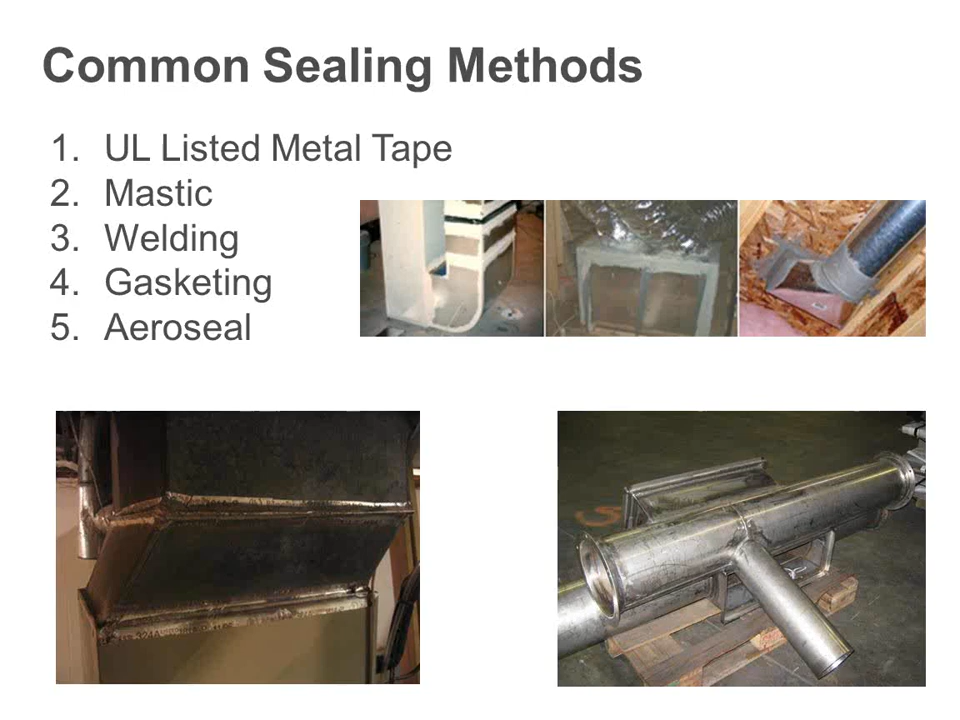 Common Sealing Methods
1. UL Listed Metal Tape
2. Mastic
3. Welding
4. Gasketing
5. Aeroseal